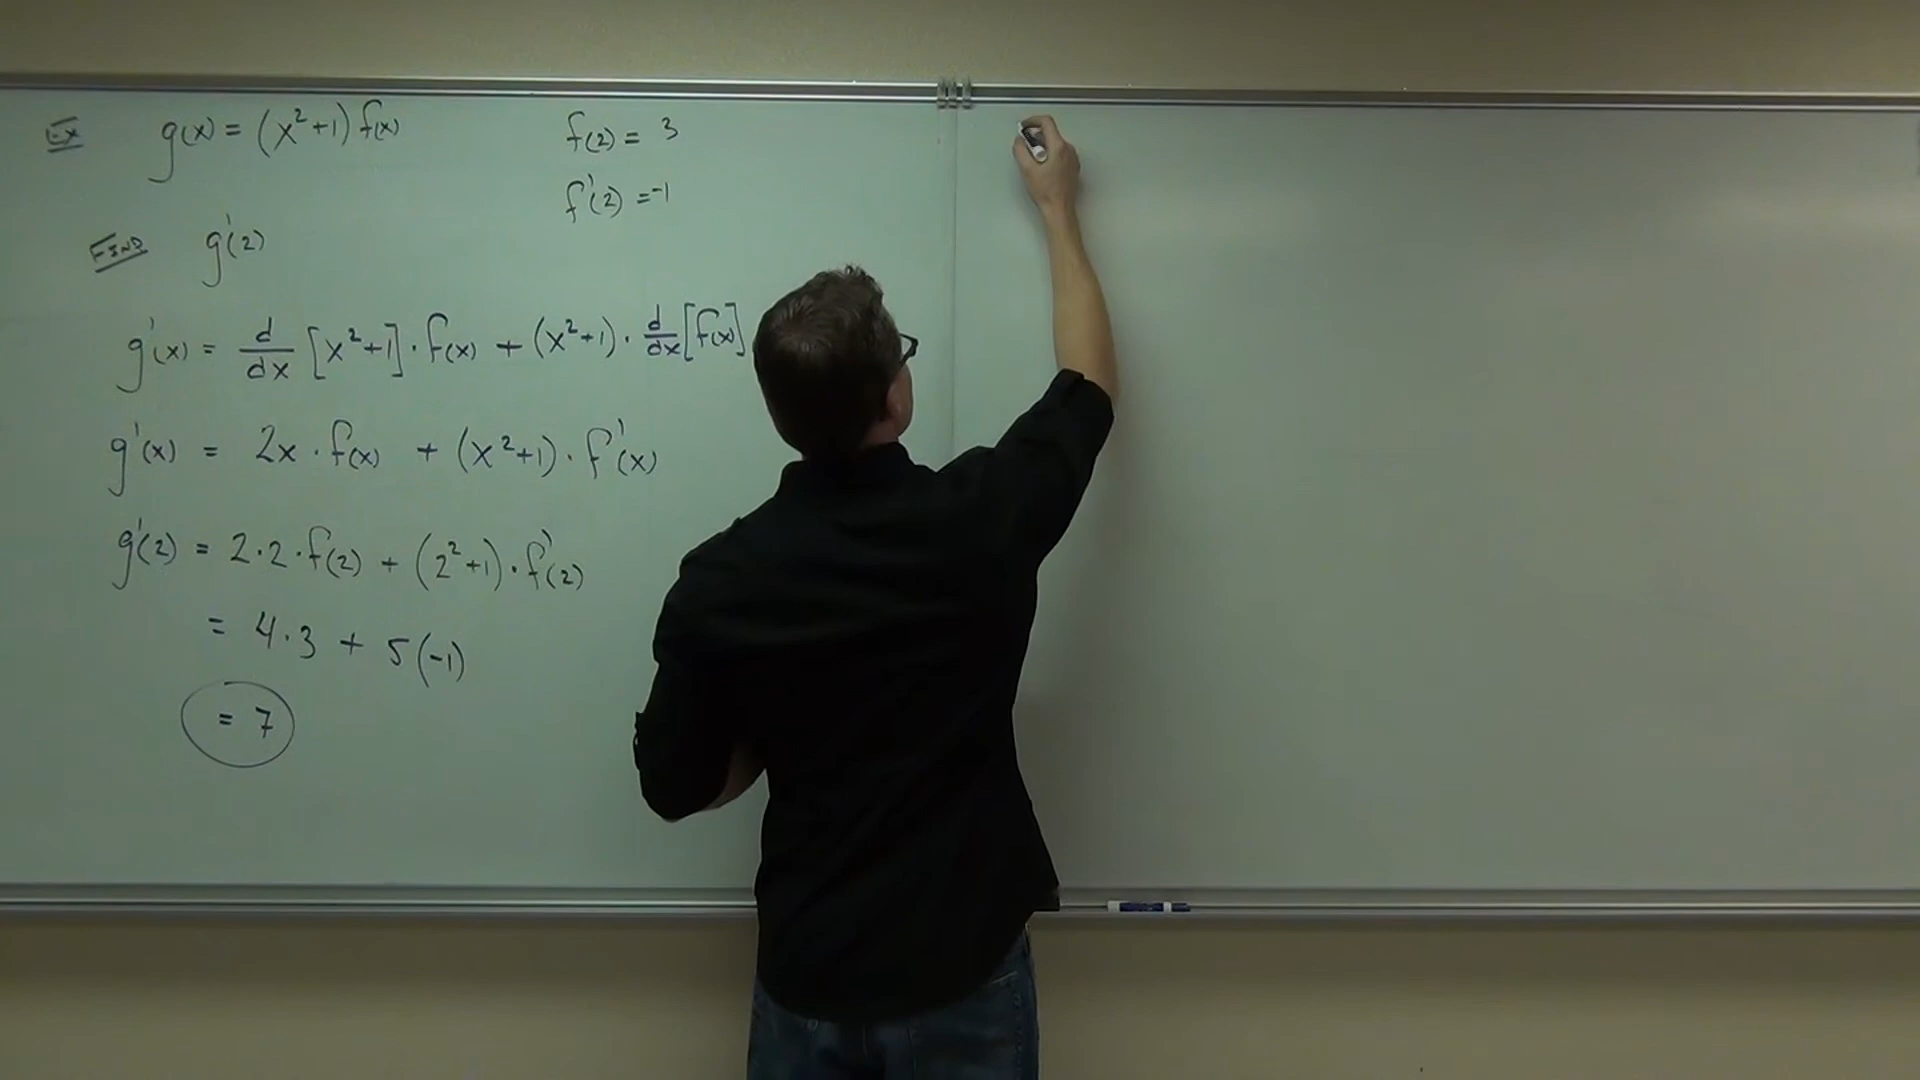 Ex g(x) = (x²+1) f(x)
f(2) = 3
f'(2) = -1
FIND g'(2)
g'(x) = d/dx [x²+1] · f(x) + (x²+1) · d/dx [f(x)]
g'(x) = 2x · f(x) + (x²+1) · f'(x)
g'(2) = 2·2·f(2) + (2²+1) · f'(2)
= 4·3 + 5(-1)
= 7